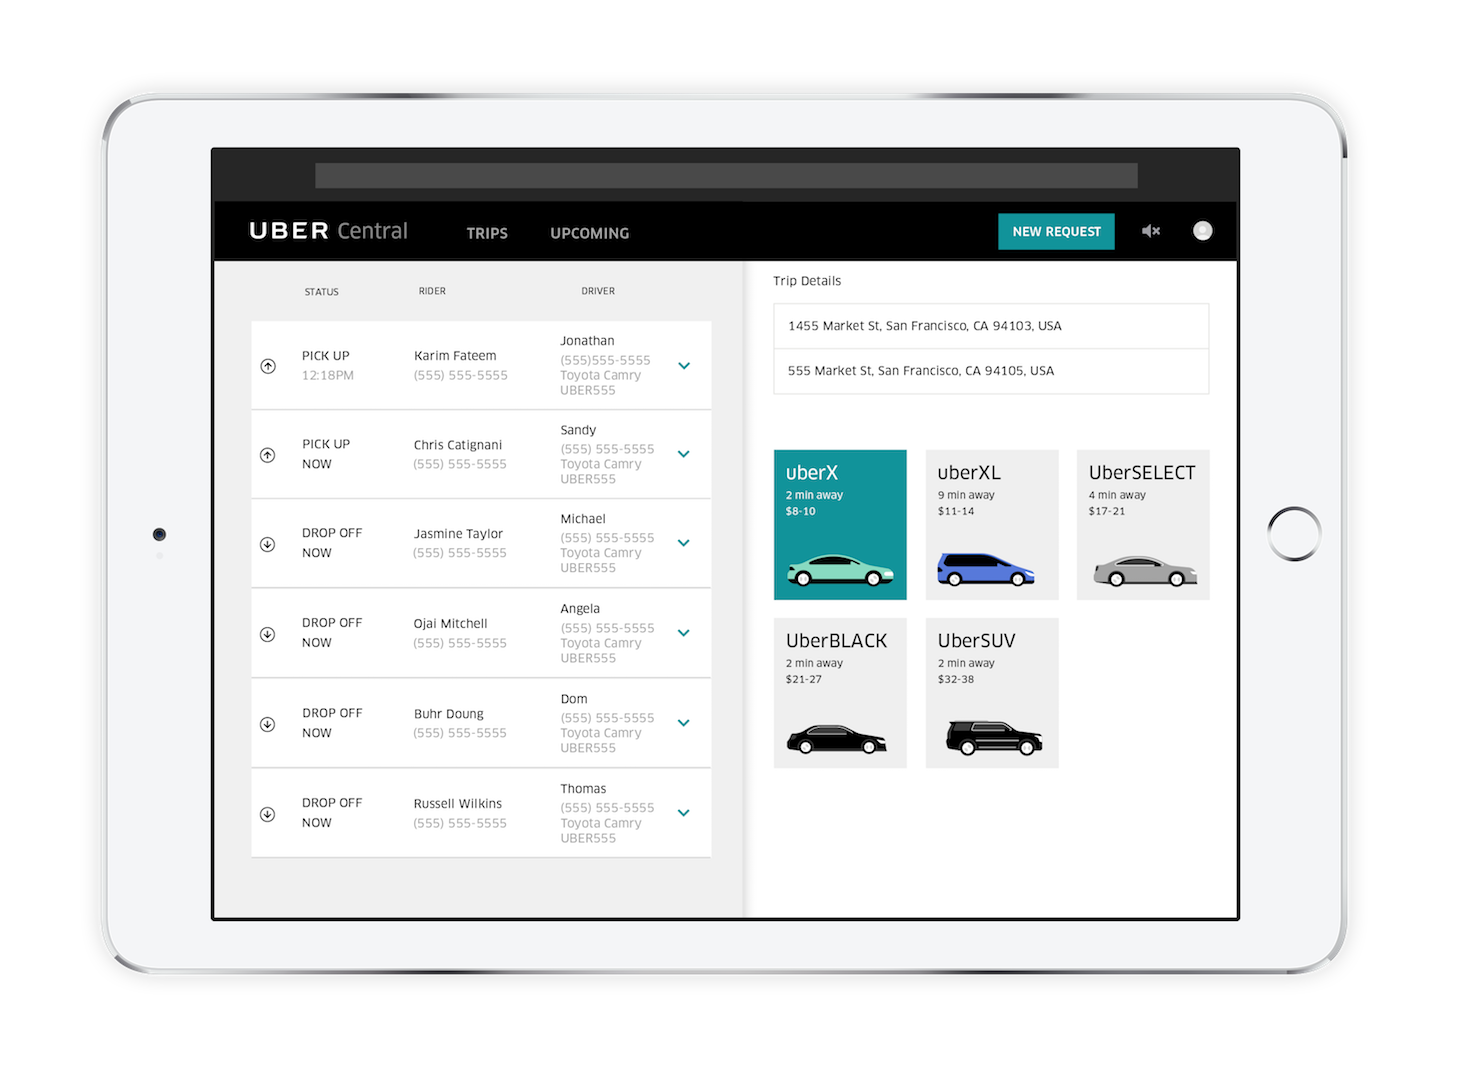 UBER Central
TRIPS
UPCOMING
NEW REQUEST
STATUS
RIDER
DRIVER
PICK UP
12:18PM
Karim Fateem
(555) 555-5555
Jonathan
(555)555-5555
Toyota Camry
UBER555
PICK UP
NOW
Chris Catignani
(555) 555-5555
Sandy
(555) 555-5555
Toyota Camry
UBER555
DROP OFF
NOW
Jasmine Taylor
(555) 555-5555
Michael
(555) 555-5555
Toyota Camry
UBER555
DROP OFF
NOW
Ojai Mitchell
(555) 555-5555
Angela
(555) 555-5555
Toyota Camry
UBER555
DROP OFF
NOW
Buhr Doung
(555) 555-5555
Dom
(555) 555-5555
Toyota Camry
UBER555
DROP OFF
NOW
Russell Wilkins
(555) 555-5555
Thomas
(555) 555-5555
Toyota Camry
UBER555
Trip Details
1455 Market St, San Francisco, CA 94103, USA
555 Market St, San Francisco, CA 94105, USA
uberX
2 min away
$8-10
uberXL
9 min away
$11-14
UberSELECT
4 min away
$17-21
UberBLACK
2 min away
$21-27
UberSUV
2 min away
$32-38